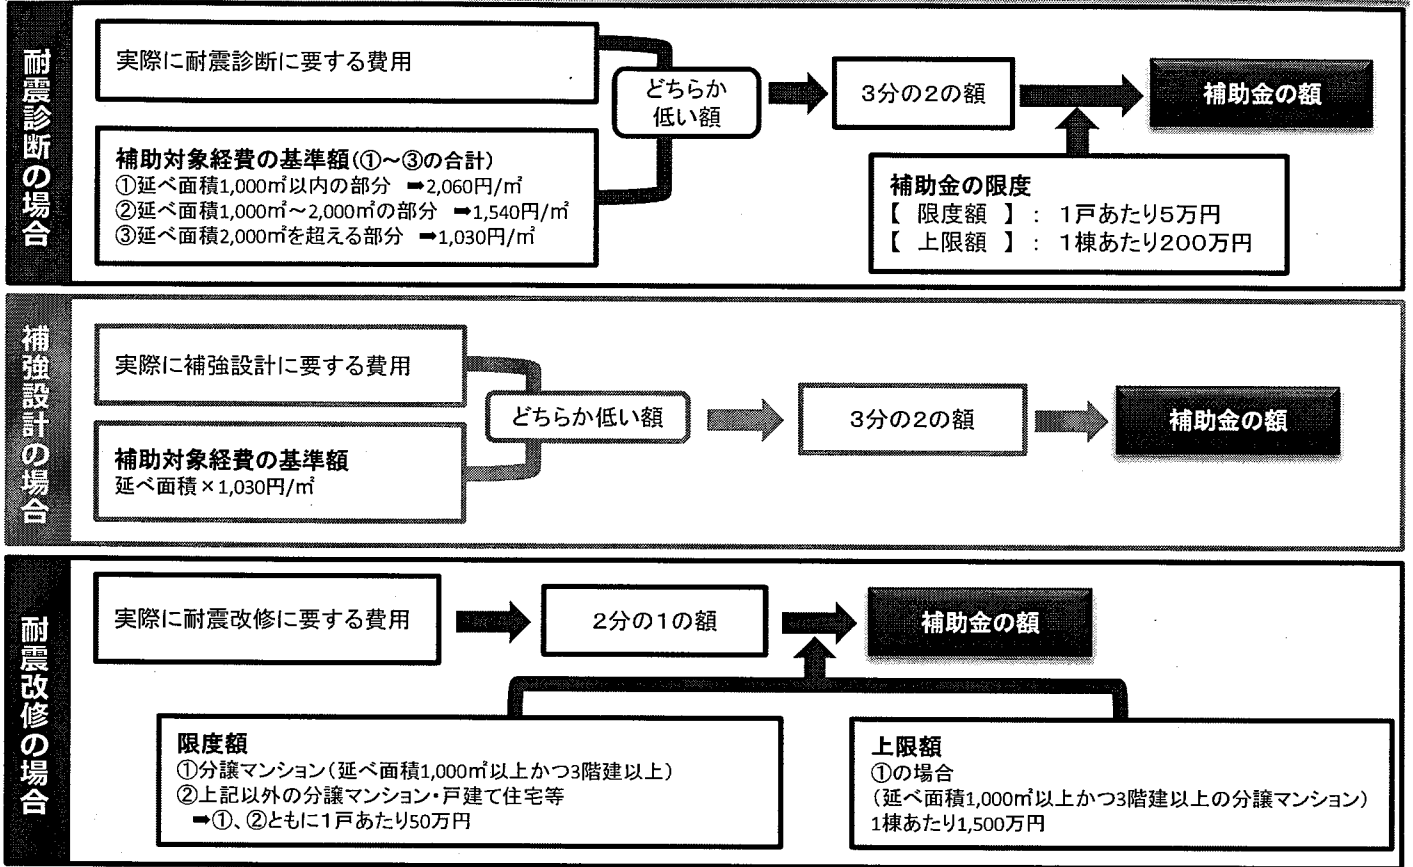 耐震診断の場合
実際に耐震診断に要する費用
補助対象経費の基準額(①～③の合計)
①延べ面積1,000㎡以内の部分 ➡2,060円/㎡
②延べ面積1,000㎡～2,000㎡の部分 ➡1,540円/㎡
③延べ面積2,000㎡を超える部分 ➡1,030円/㎡
どちらか
低い額
3分の2の額
補助金の額
補助金の限度
【 限度額 】 : 1戸あたり5万円
【 上限額 】 : 1棟あたり200万円
補強設計の場合
実際に補強設計に要する費用
補助対象経費の基準額
延べ面積×1,030円/㎡
どちらか低い額
3分の2の額
補助金の額
耐震改修の場合
実際に耐震改修に要する費用
2分の1の額
補助金の額
限度額
①分譲マンション(延べ面積1,000㎡以上かつ3階建以上)
②上記以外の分譲マンション・戸建て住宅等
➡①、②ともに1戸あたり50万円
上限額
①の場合
(延べ面積1,000㎡以上かつ3階建以上の分譲マンション)
1棟あたり1,500万円